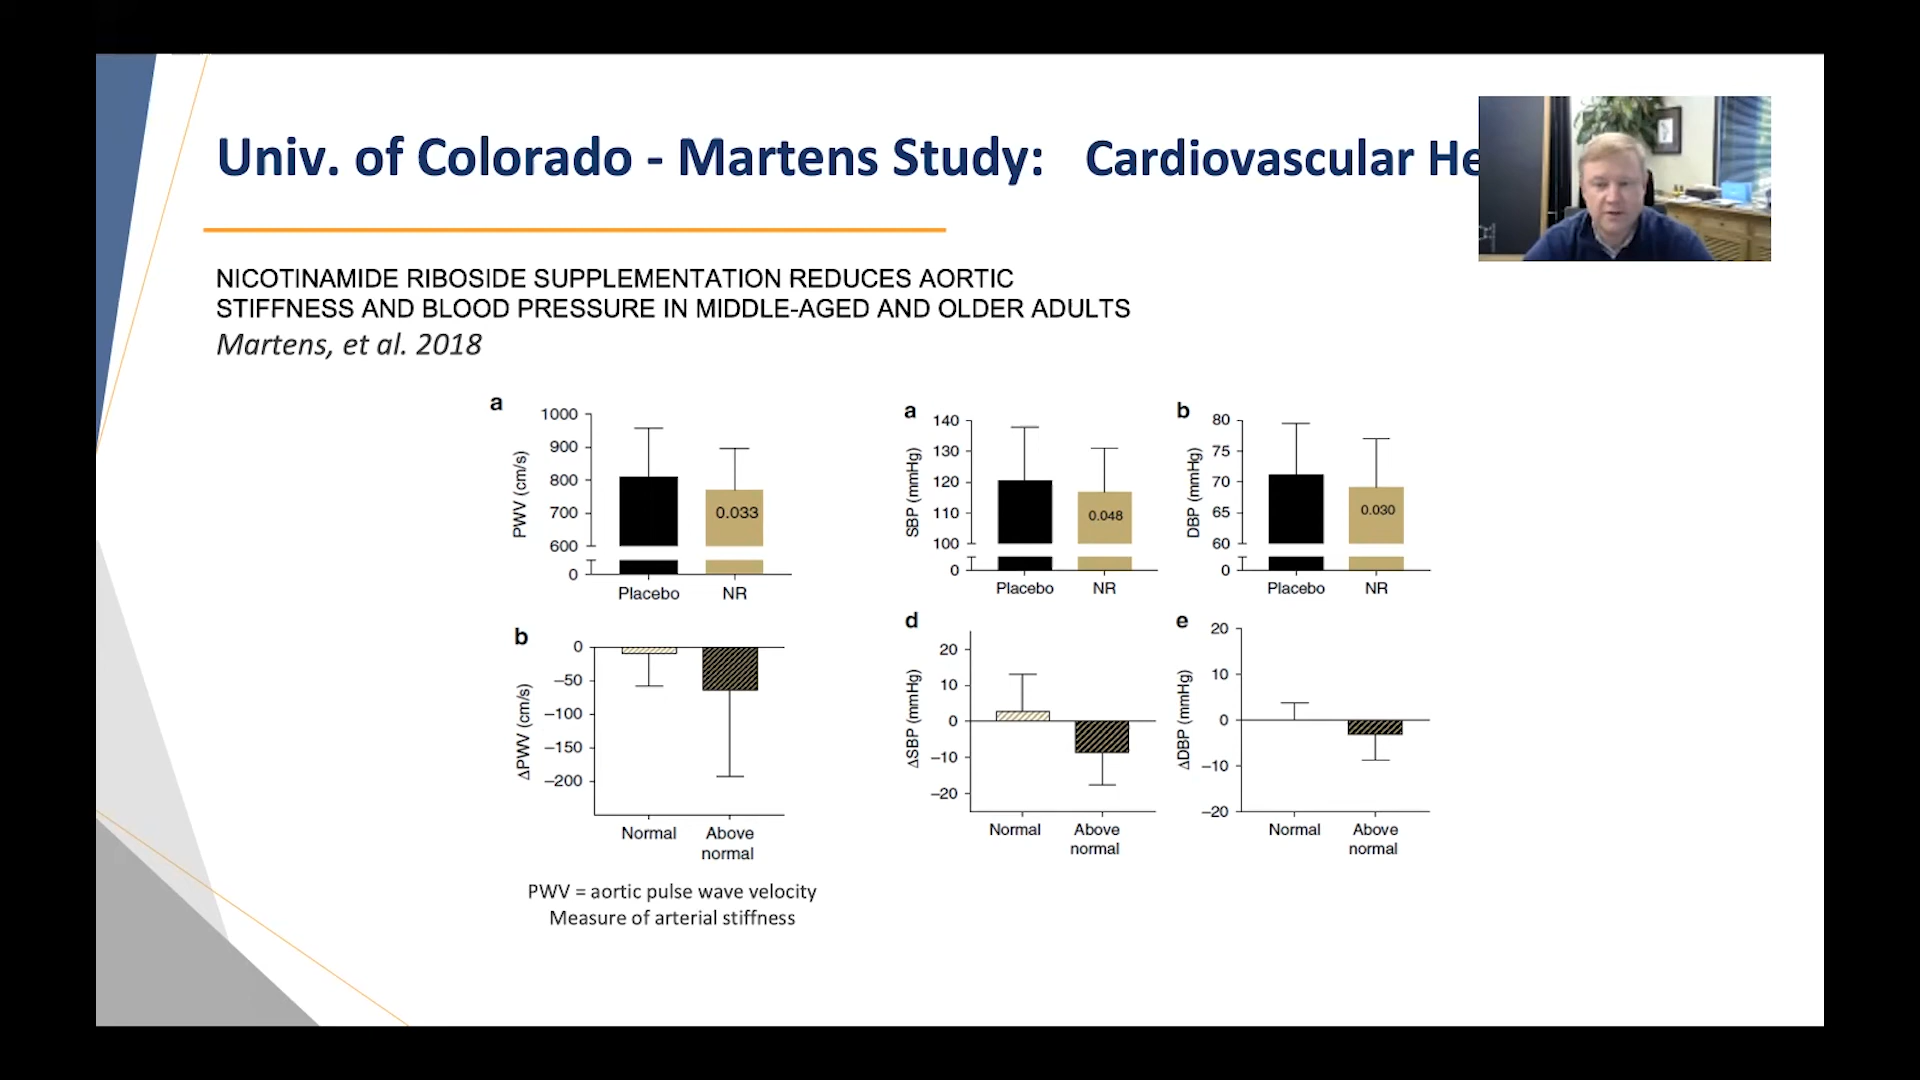 Univ. of Colorado - Martens Study: Cardiovascular He
NICOTINAMIDE RIBOSIDE SUPPLEMENTATION REDUCES AORTIC
STIFFNESS AND BLOOD PRESSURE IN MIDDLE-AGED AND OLDER ADULTS
Martens, et al. 2018
a
PWV (cm/s)
1000
900
800
700
600
0
0.033
Placebo NR
a
SBP (mmHg)
140
130
120
110
100
0
0.048
Placebo NR
b
DBP (mmHg)
80
75
70
65
60
0
0.030
Placebo NR
b
ΔPWV (cm/s)
0
–50
–100
–150
–200
Normal Above
normal
d
ΔSBP (mmHg)
20
10
0
–10
–20
Normal Above
normal
e
ΔDBP (mmHg)
20
10
0
–10
–20
Normal Above
normal
PWV = aortic pulse wave velocity
Measure of arterial stiffness